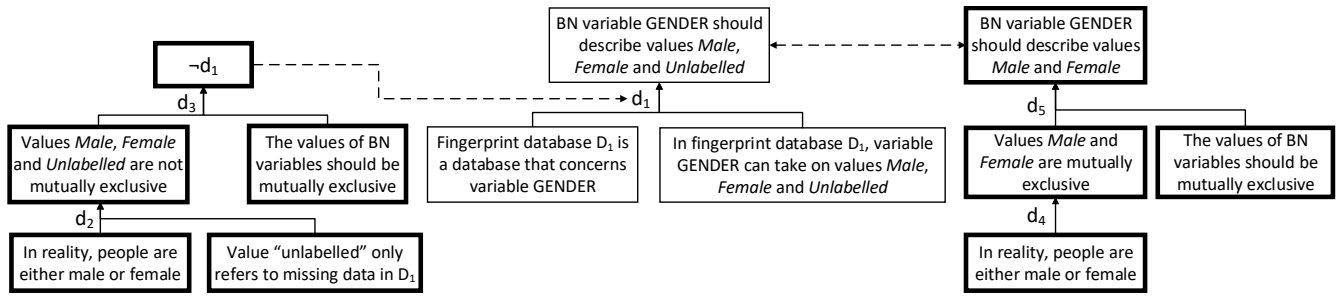 ¬d1
d3
Values Male, Female
and Unlabelled are not
mutually exclusive
The values of BN
variables should be
mutually exclusive
d2
In reality, people are
either male or female
Value “unlabelled” only
refers to missing data in D1
BN variable GENDER should
describe values Male,
Female and Unlabelled
d1
Fingerprint database D1 is
a database that concerns
variable GENDER
In fingerprint database D1, variable
GENDER can take on values Male,
Female and Unlabelled
BN variable GENDER
should describe values
Male and Female
d5
Values Male and
Female are mutually
exclusive
The values of BN
variables should be
mutually exclusive
d4
In reality, people are
either male or female